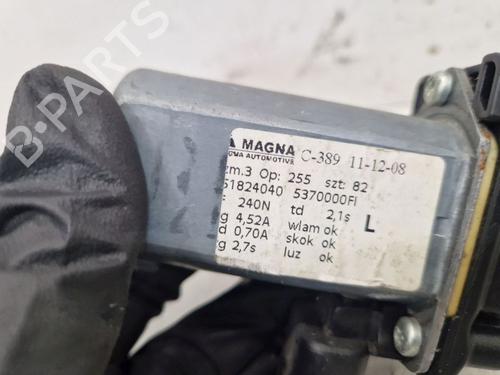 MAGNA C-389 11-12-08
AUTOMOTIVE
zm.3 Op: 255 szt: 82
51824040 5370000FI
240N td 2,1s
g 4,52A wlam ok L
d 0,70A skok ok
g 2,7s luz ok
B-PARTS